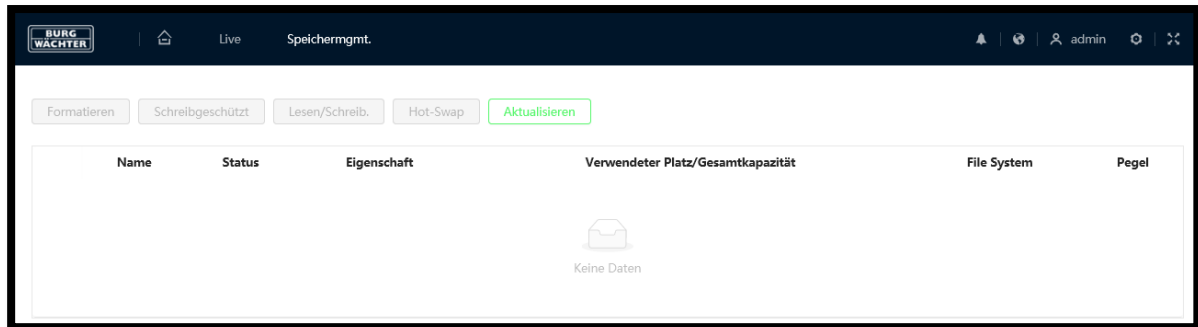 BURG
WÄCHTER
Live Speichermgmt. admin
Formatieren Schreibgeschützt Lesen/Schreib. Hot-Swap Aktualisieren
Name Status Eigenschaft Verwendeter Platz/Gesamtkapazität File System Pegel
Keine Daten